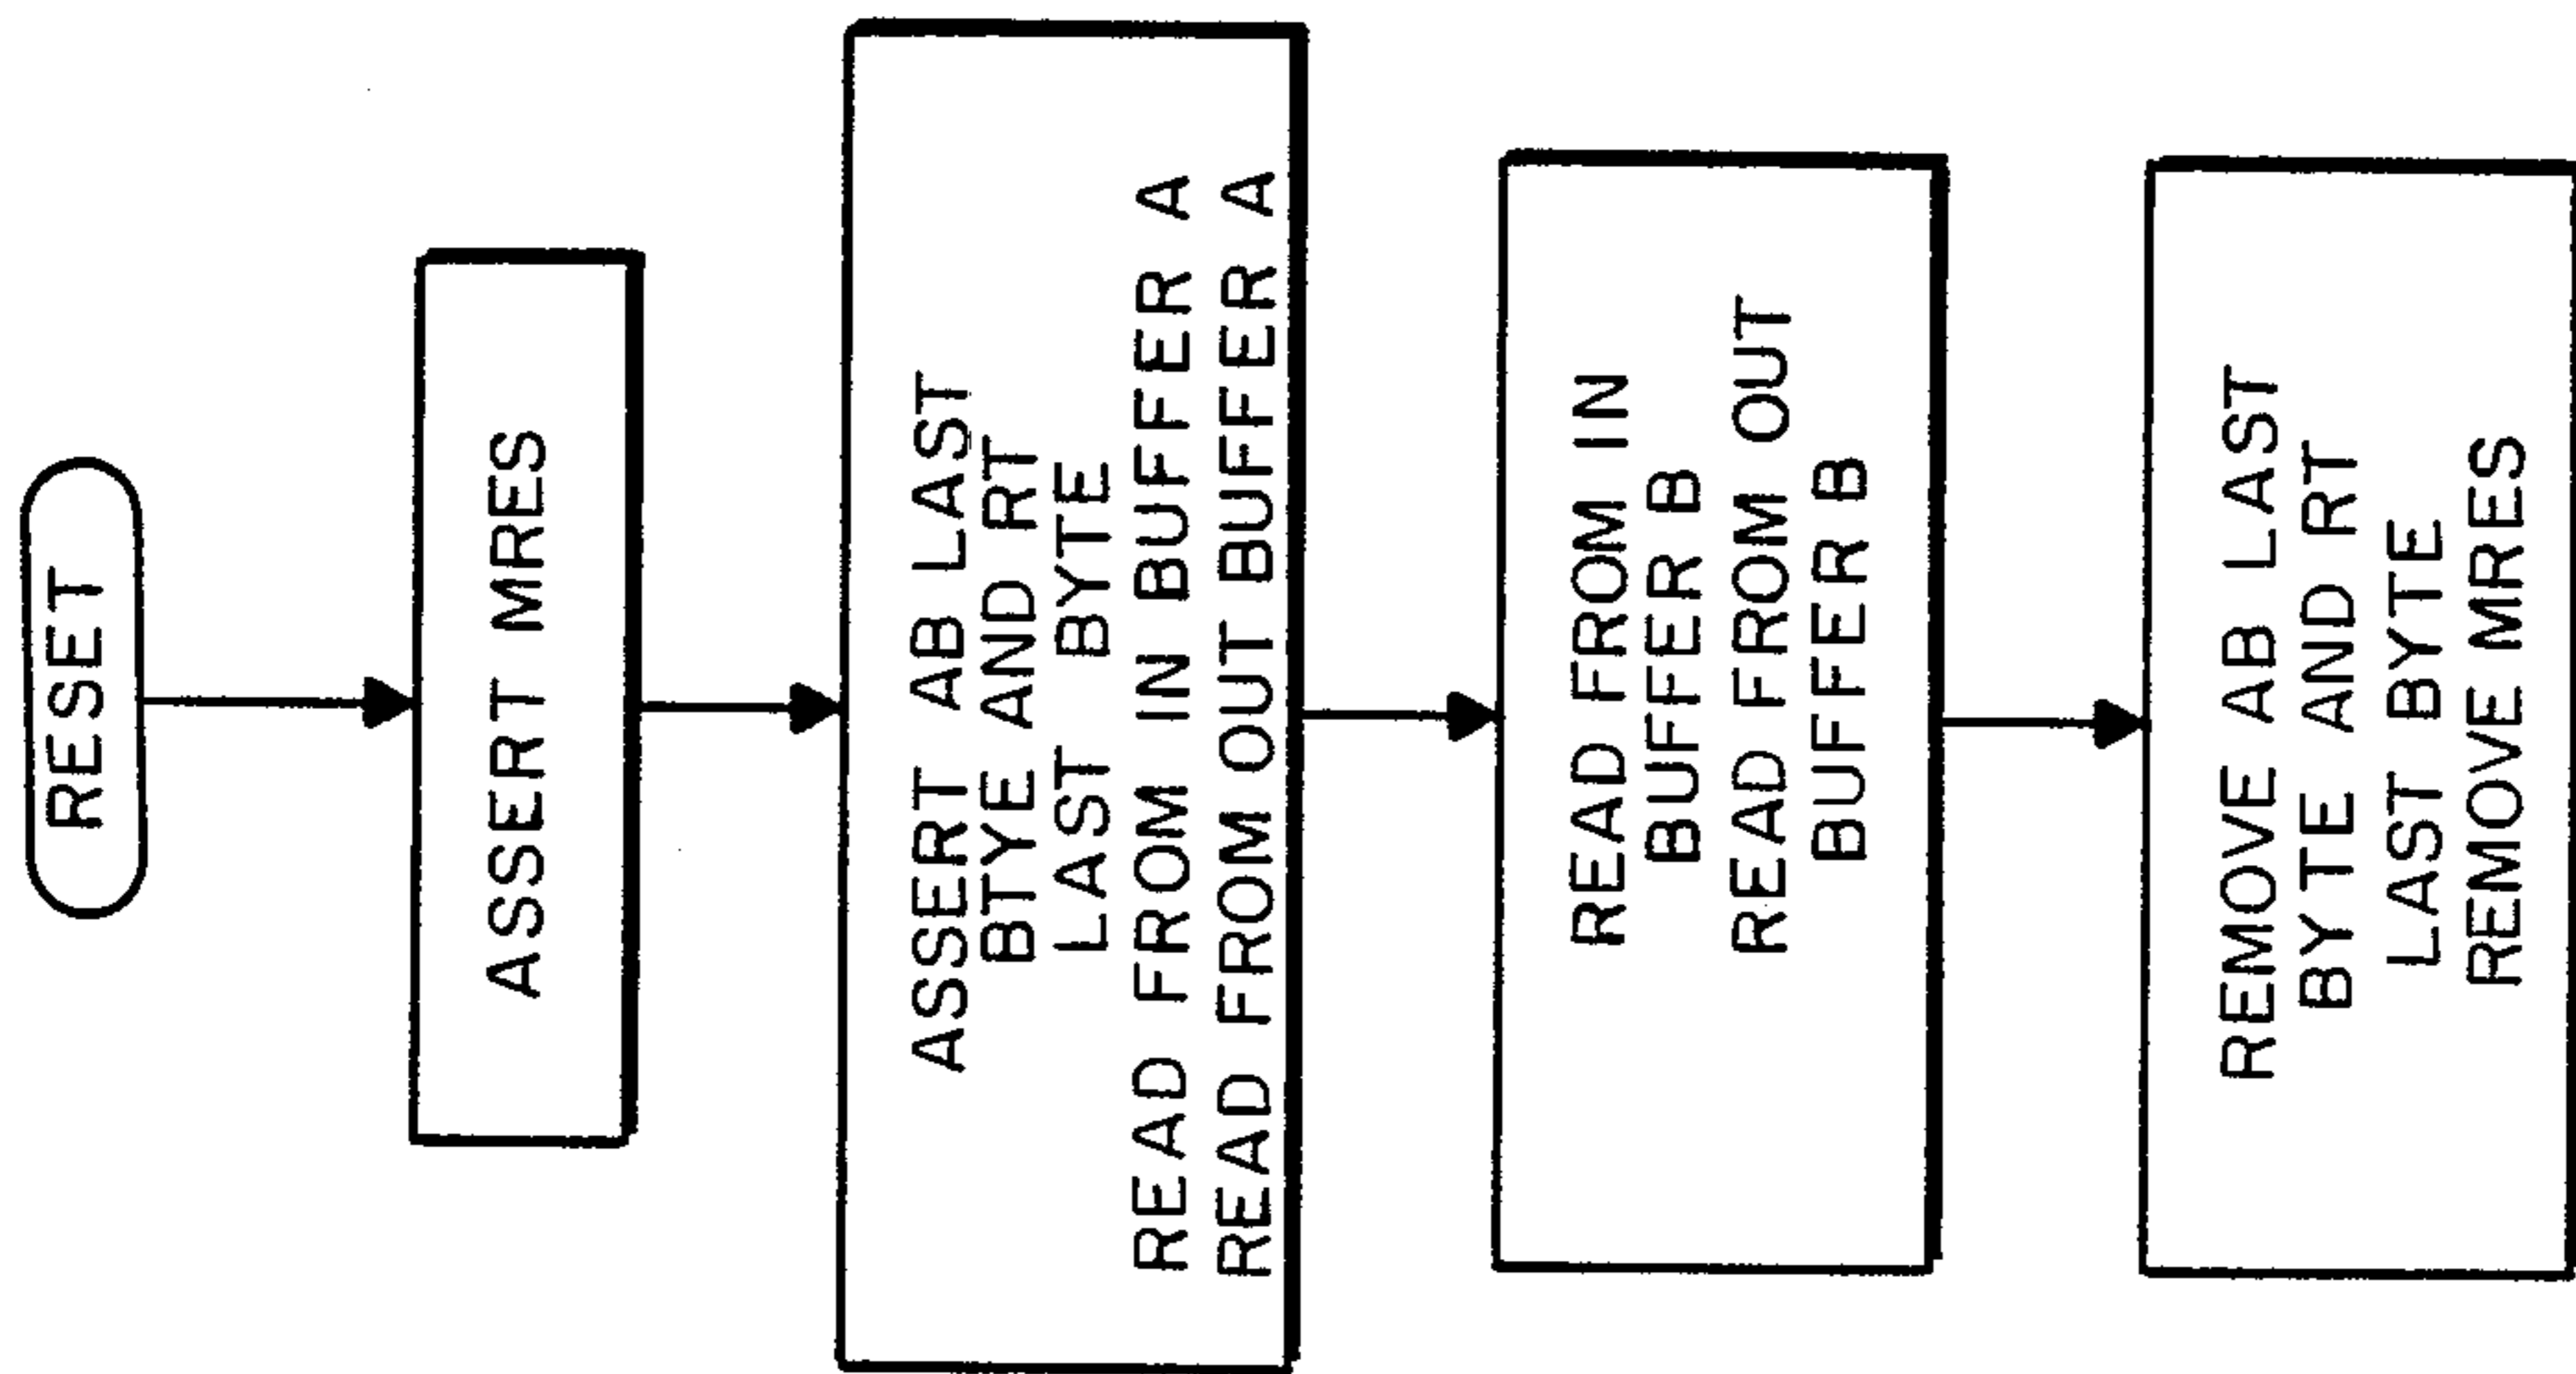 RESET
ASSERT MRES
ASSERT AB LAST
BTYE AND RT
LAST BYTE
READ FROM IN BUFFER A
READ FROM OUT BUFFER A
READ FROM IN
BUFFER B
READ FROM OUT
BUFFER B
REMOVE AB LAST
BYTE AND RT
LAST BYTE
REMOVE MRES